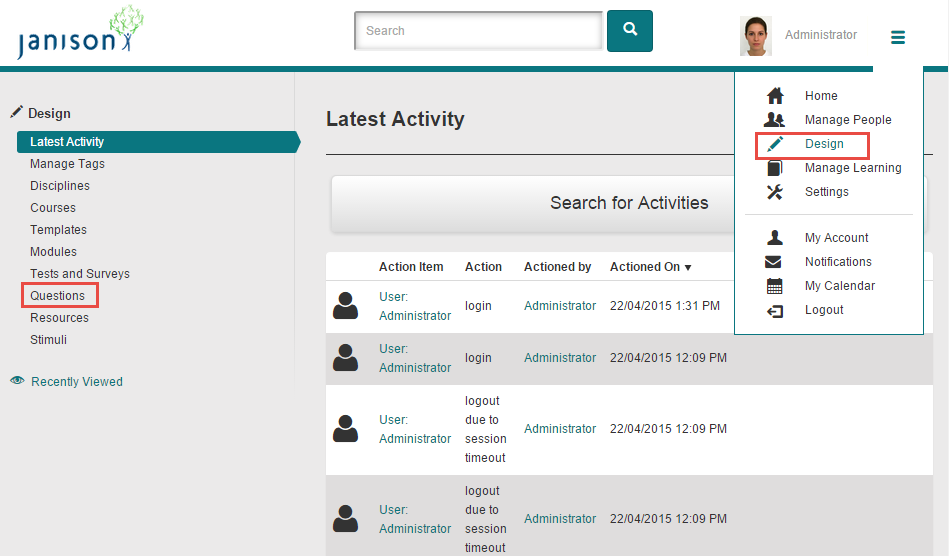 janison
Search
Administrator
Home
Manage People
Design
Manage Learning
Settings
My Account
Notifications
My Calendar
Logout
Design
Latest Activity
Manage Tags
Disciplines
Courses
Templates
Modules
Tests and Surveys
Questions
Resources
Stimuli
Recently Viewed
Latest Activity
Search for Activities
Action Item Action Actioned by Actioned On ▼
User:
Administrator login Administrator 22/04/2015 1:31 PM
User:
Administrator login Administrator 22/04/2015 12:09 PM
User:
Administrator
logout
due to
session
timeout
Administrator 22/04/2015 12:09 PM
User:
Administrator
logout
due to
session
timeout
Administrator 22/04/2015 12:09 PM